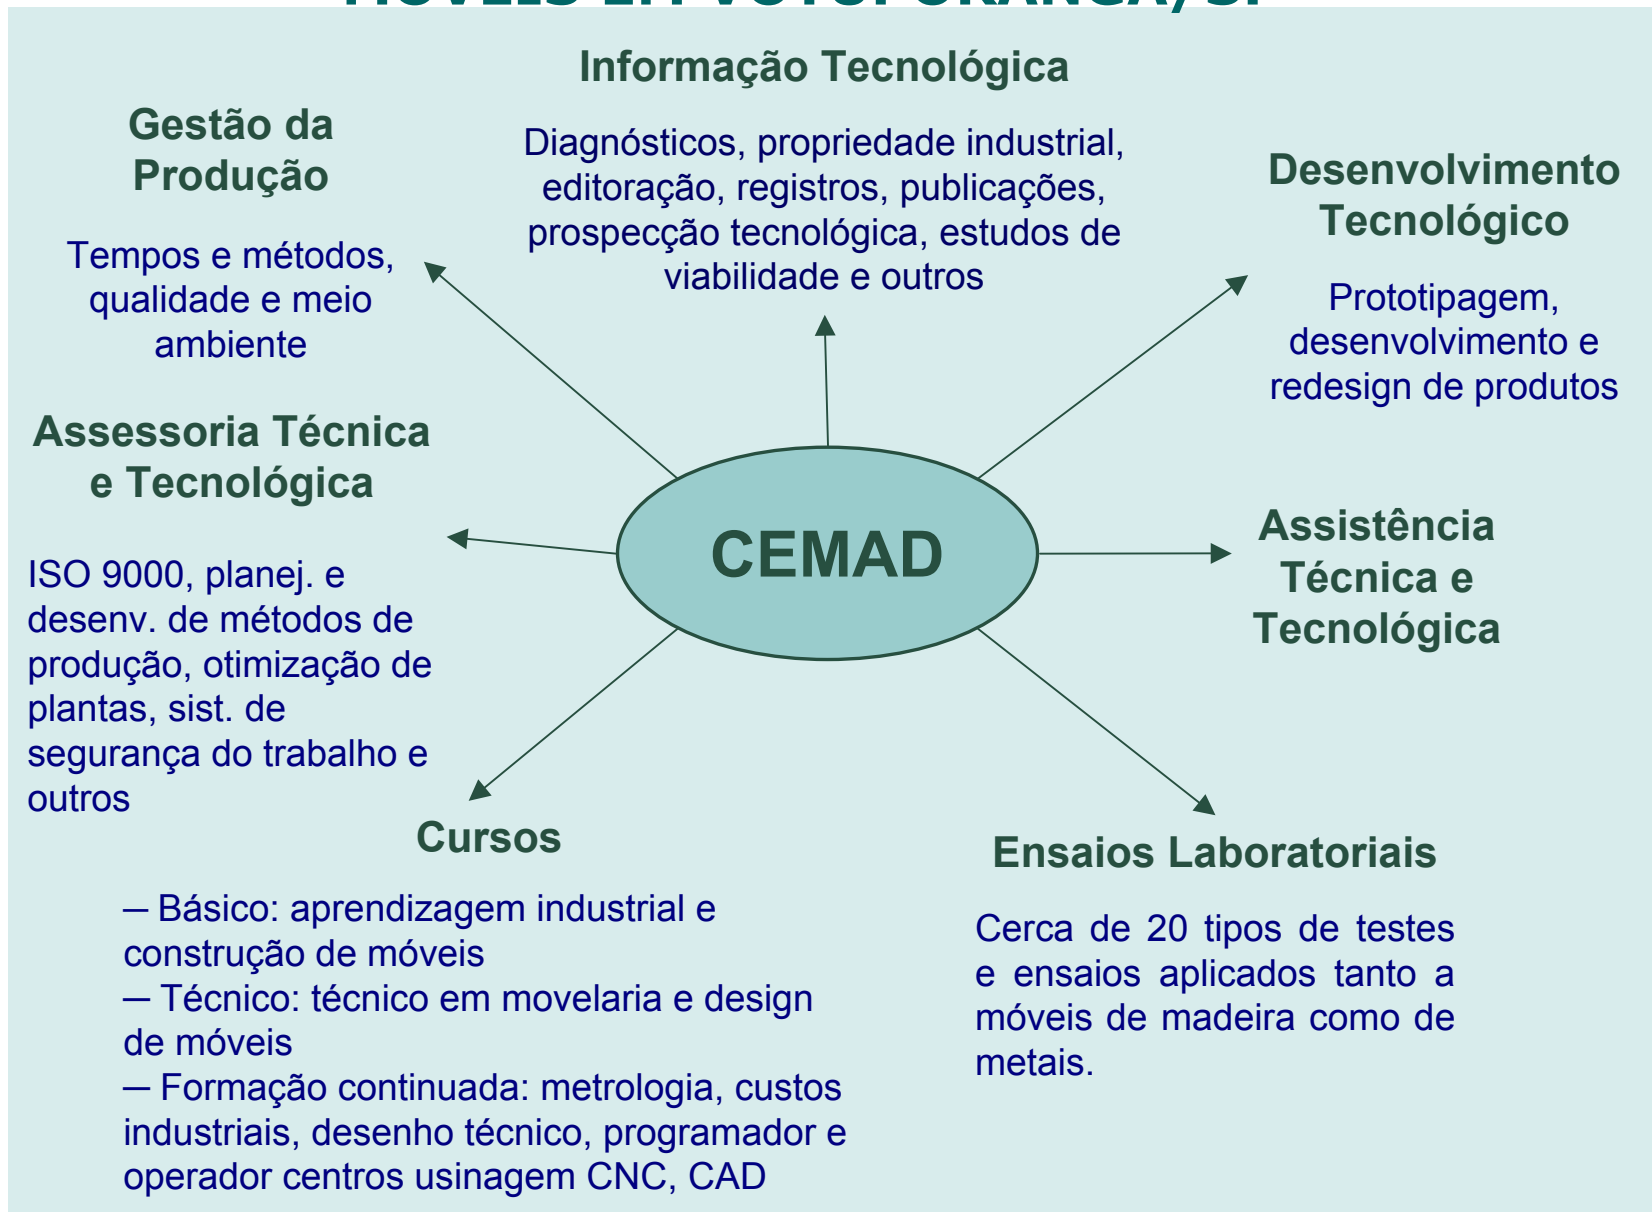 MÓVEIS EM VOTUPORANGA, SP
Informação Tecnológica
Diagnósticos, propriedade industrial,
editoração, registros, publicações,
prospecção tecnológica, estudos de
viabilidade e outros
Gestão da
Produção
Tempos e métodos,
qualidade e meio
ambiente
Desenvolvimento
Tecnológico
Prototipagem,
desenvolvimento e
redesign de produtos
Assessoria Técnica
e Tecnológica
ISO 9000, planej. e
desenv. de métodos de
produção, otimização de
plantas, sist. de
segurança do trabalho e
outros
CEMAD
Assistência
Técnica e
Tecnológica
Cursos
─ Básico: aprendizagem industrial e
construção de móveis
─ Técnico: técnico em movelaria e design
de móveis
─ Formação continuada: metrologia, custos
industriais, desenho técnico, programador e
operador centros usinagem CNC, CAD
Ensaios Laboratoriais
Cerca de 20 tipos de testes
e ensaios aplicados tanto a
móveis de madeira como de
metais.